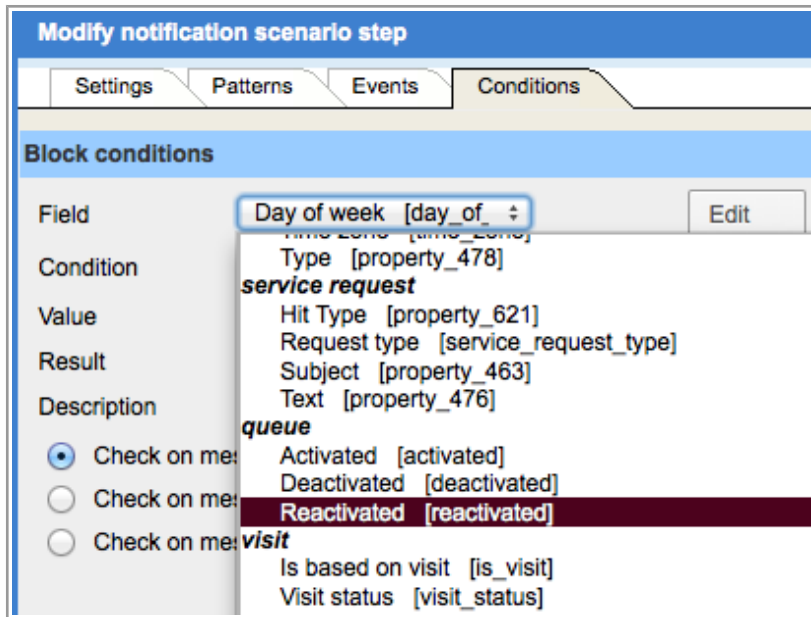 Modify notification scenario step
Settings Patterns Events Conditions
Block conditions
Field Day of week [day_of_ Edit
Time zone [time_zone]
Condition Type [property_478]
service request
Value Hit Type [property_621]
Request type [service_request_type]
Result Subject [property_463]
Description Text [property_476]
queue
Check on mes Activated [activated]
Deactivated [deactivated]
Check on mes Reactivated [reactivated]
Check on mes visit
Is based on visit [is_visit]
Visit status [visit_status]